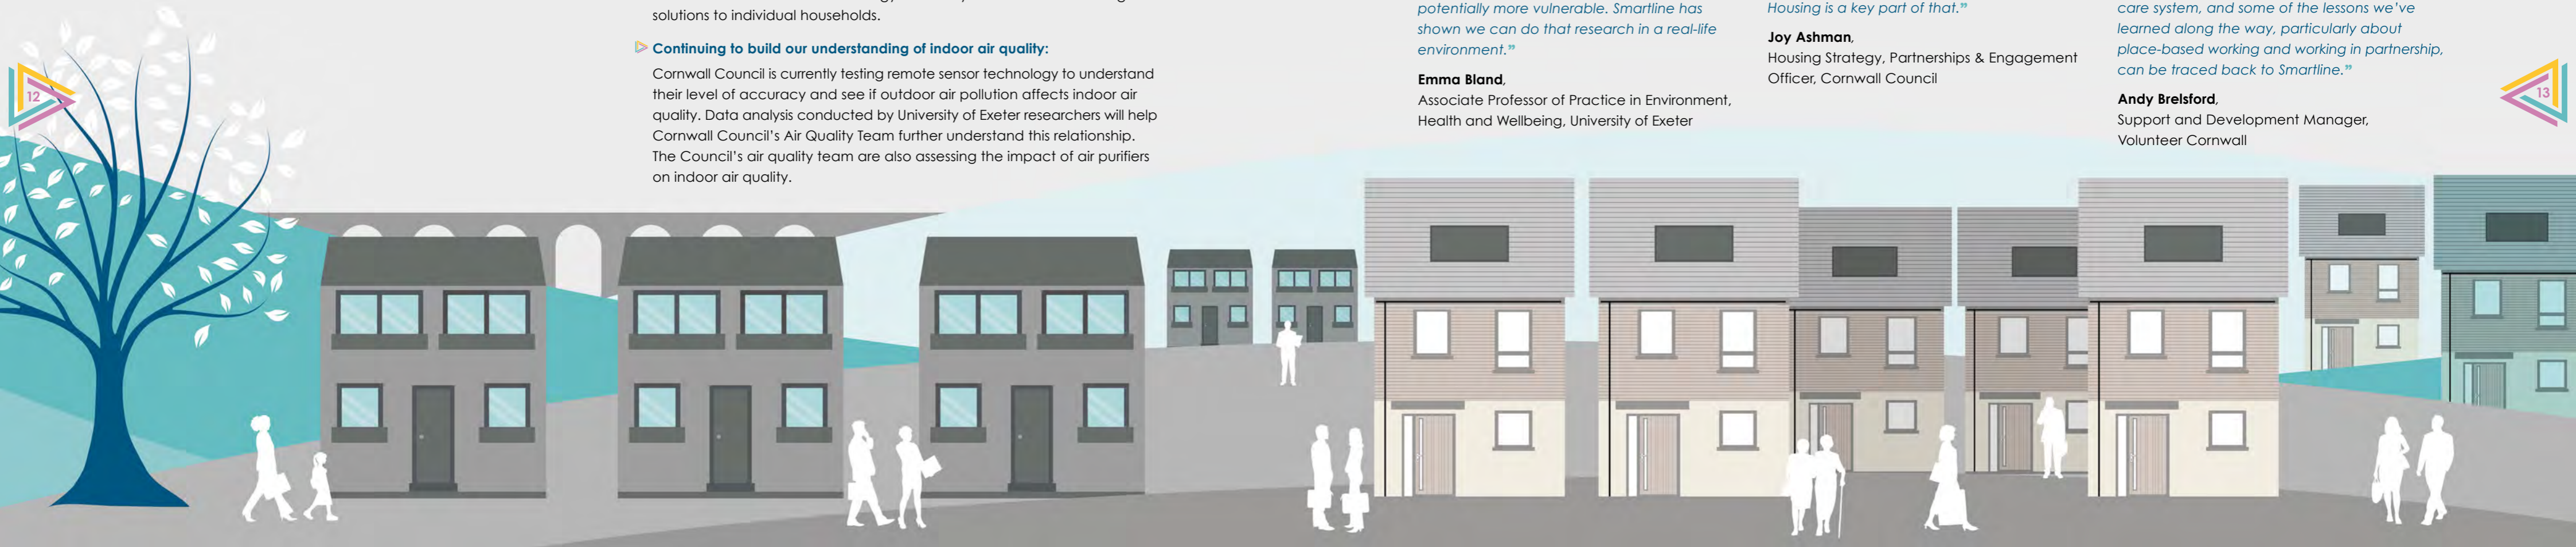 solutions to individual households.
Continuing to build our understanding of indoor air quality:
Cornwall Council is currently testing remote sensor technology to understand
their level of accuracy and see if outdoor air pollution affects indoor air
quality. Data analysis conducted by University of Exeter researchers will help
Cornwall Council's Air Quality Team further understand this relationship.
The Council's air quality team are also assessing the impact of air purifiers
on indoor air quality.
12
potentially more vulnerable. Smartline has
shown we can do that research in a real-life
environment.”
Emma Bland,
Associate Professor of Practice in Environment,
Health and Wellbeing, University of Exeter
Housing is a key part of that.”
Joy Ashman,
Housing Strategy, Partnerships & Engagement
Officer, Cornwall Council
care system, and some of the lessons we’ve
learned along the way, particularly about
place-based working and working in partnership,
can be traced back to Smartline.”
Andy Brelsford,
Support and Development Manager,
Volunteer Cornwall
13